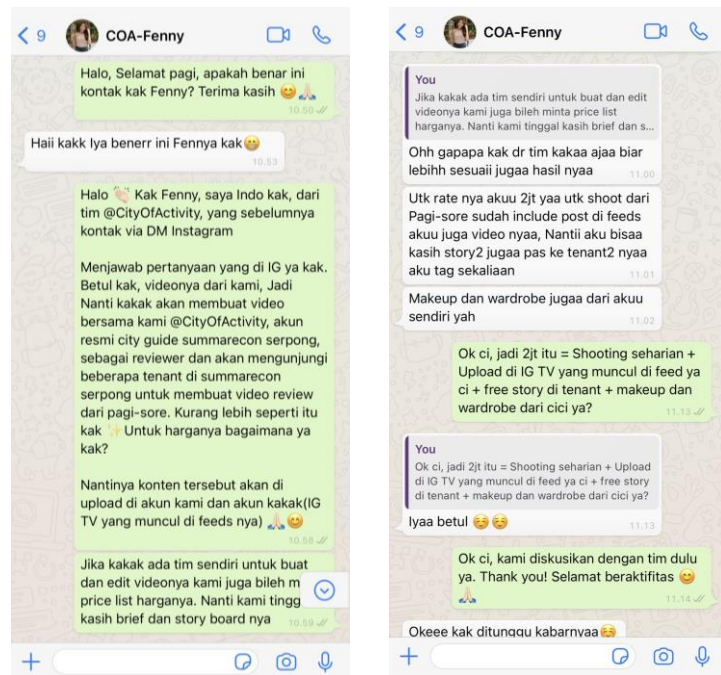 9 COA-Fenny
Halo, Selamat pagi, apakah benar ini
kontak kak Fenny? Terima kasih 😊🙏🏻
10.50
Haii kakk Iya benerr ini Fennya kak😁
10.53
Halo 👋🏻 Kak Fenny, saya Indo kak, dari
tim @CityOfActivity, yang sebelumnya
kontak via DM Instagram
Menjawab pertanyaan yang di IG ya kak.
Betul kak, videonya dari kami, Jadi
Nanti kakak akan membuat video
bersama kami @CityOfActivity, akun
resmi city guide summarecon serpong,
sebagai reviewer dan akan mengunjungi
beberapa tenant di summarecon
serpong untuk membuat video review
dari pagi-sore. Kurang lebih seperti itu
kak ✨Untuk harganya bagaimana ya
kak?
Nantinya konten tersebut akan di
upload di akun kami dan akun kakak(IG
TV yang muncul di feeds nya) 🙏🏻😊
10.58
Jika kakak ada tim sendiri untuk buat
dan edit videonya kami juga bileh m
price list harganya. Nanti kami tingg
kasih brief dan story board nya 10.59
9 COA-Fenny
You
Jika kakak ada tim sendiri untuk buat dan edit
videonya kami juga bileh minta price list
harganya. Nanti kami tinggal kasih brief dan s...
Ohh gapapa kak dr tim kakaa ajaa biar
lebihh sesuaii jugaa hasil nyaa 11.00
Utk rate nya akuu 2jt yaa utk shoot dari
Pagi-sore sudah include post di feeds
akuu juga video nyaa, Nantii aku bisaa
kasih story2 jugaa pas ke tenant2 nyaa
aku tag sekaliaan 11.01
Makeup dan wardrobe jugaa dari akuu
sendiri yah 11.02
Ok ci, jadi 2jt itu = Shooting seharian +
Upload di IG TV yang muncul di feed ya
ci + free story di tenant + makeup dan
wardrobe dari cici ya? 11.13
You
Ok ci, jadi 2jt itu = Shooting seharian + Upload
di IG TV yang muncul di feed ya ci + free story
di tenant + makeup dan wardrobe dari cici ya?
Iyaa betul ☺️☺️ 11.13
Ok ci, kami diskusikan dengan tim dulu
ya. Thank you! Selamat beraktifitas 😊
🙏🏻 11.14
Okeee kak ditunggu kabarnyaa☺️